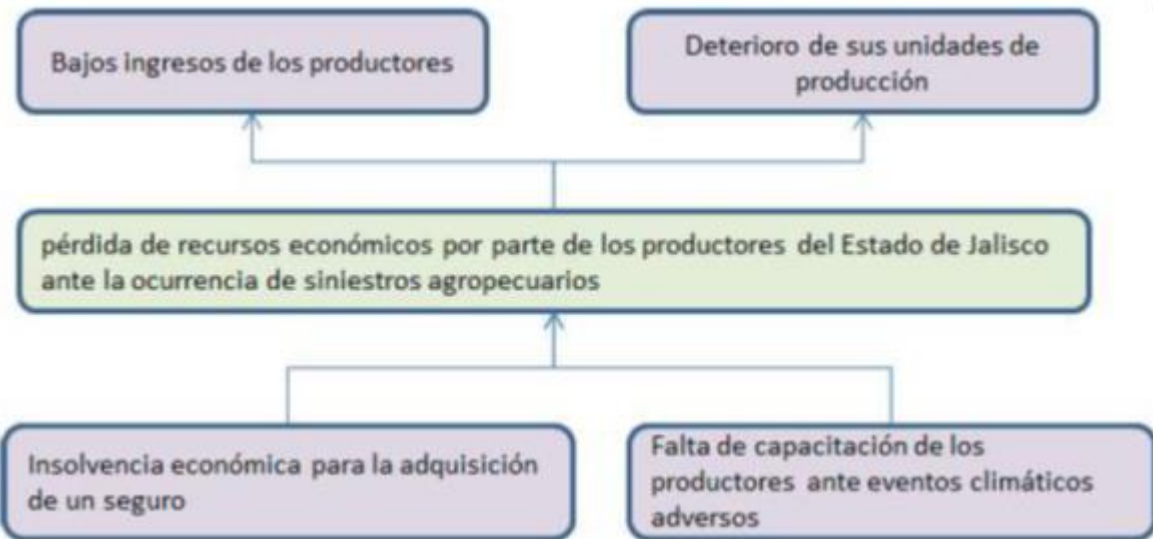 Bajos ingresos de los productores
Deterioro de sus unidades de
producción
pérdida de recursos económicos por parte de los productores del Estado de Jalisco
ante la ocurrencia de siniestros agropecuarios
Insolvencia económica para la adquisición
de un seguro
Falta de capacitación de los
productores ante eventos climáticos
adversos